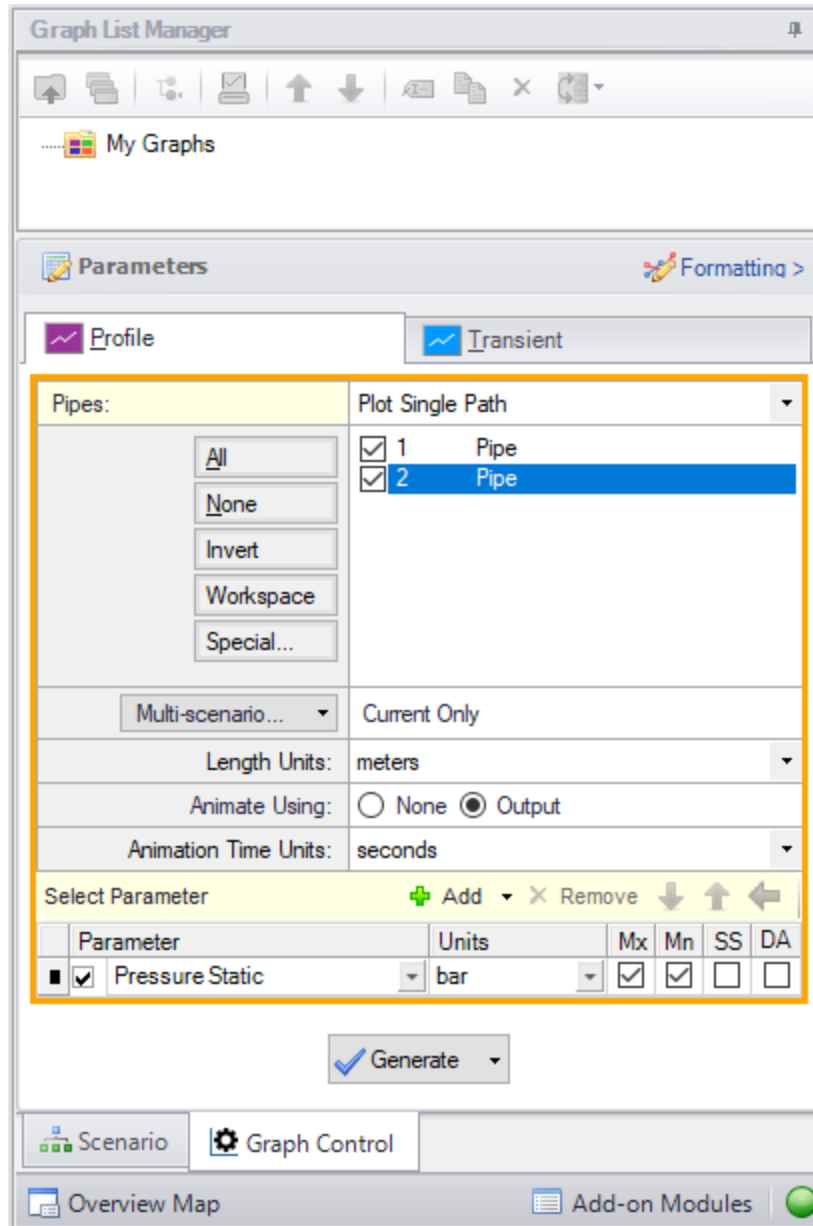 Graph List Manager
My Graphs
Parameters Formatting >
Profile Transient
Pipes: Plot Single Path
All
None
Invert
Workspace
Special...
1 Pipe
2 Pipe
Multi-scenario... Current Only
Length Units: meters
Animate Using: None Output
Animation Time Units: seconds
Select Parameter Add Remove
Parameter Units Mx Mn SS DA
Pressure Static bar
Generate
Scenario Graph Control
Overview Map Add-on Modules